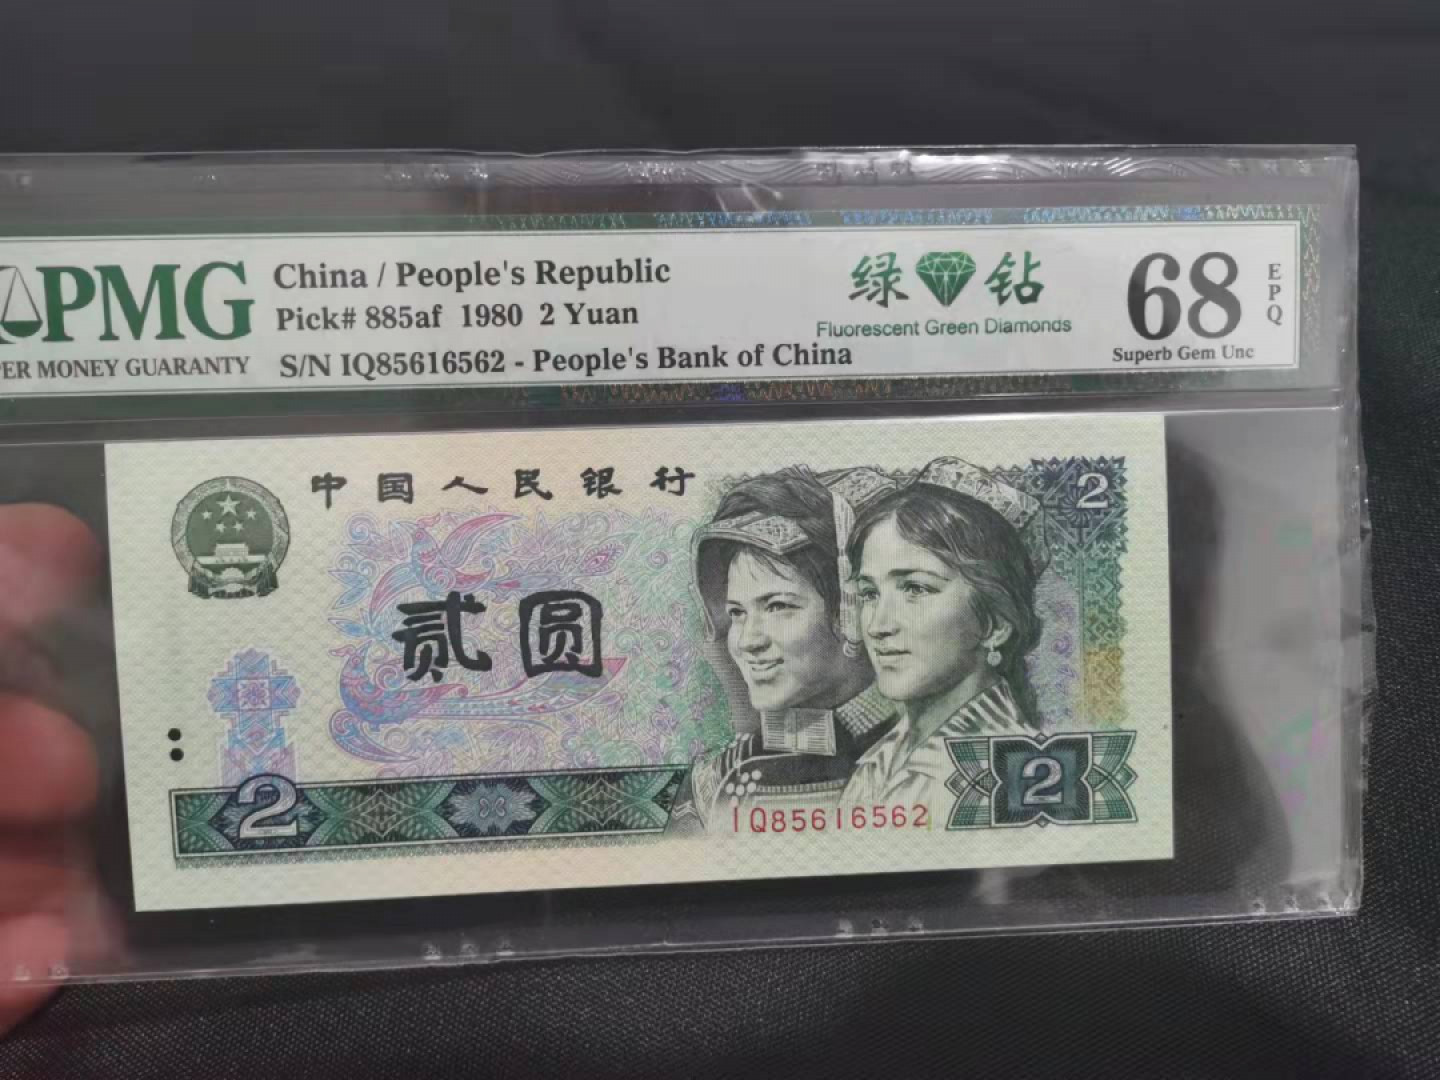 PMG
PER MONEY GUARANTY
China / People's Republic
Pick# 885af 1980 2 Yuan
S/N IQ85616562 - People's Bank of China
绿钻
Fluorescent Green Diamonds
68
EPQ
Superb Gem Unc
中国人民银行
2
贰圆
2
IQ85616562
2